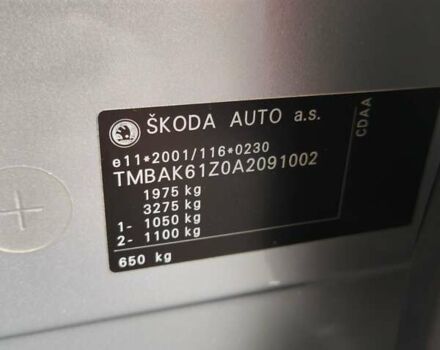 ŠKODA AUTO a.s.
e11*2001/116*0230
TMBAK61Z0A2091002
1975 kg
3275 kg
1- 1050 kg
2- 1100 kg
650 kg
CDAA